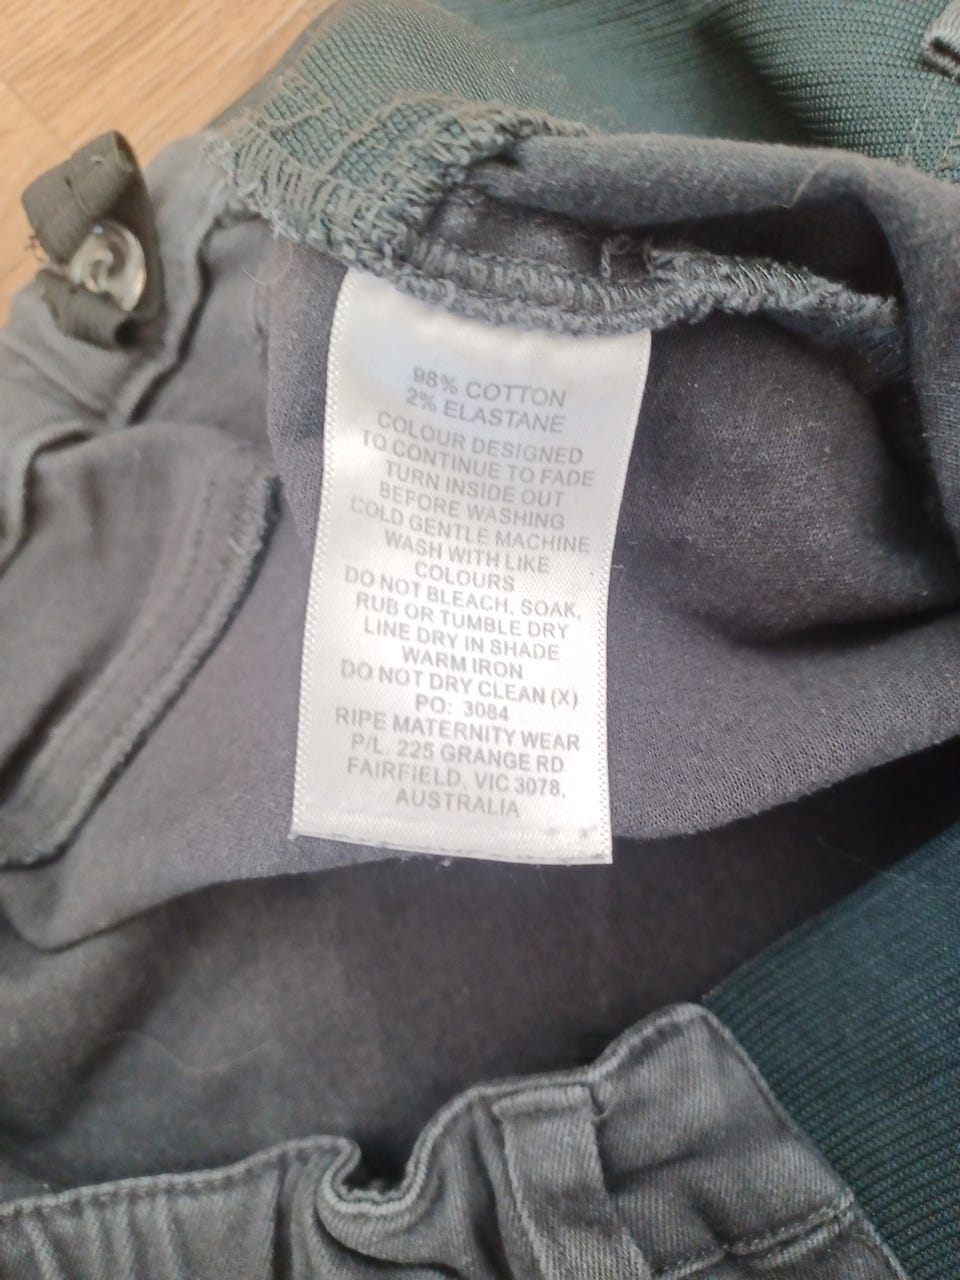 98% COTTON
2% ELASTANE
COLOUR DESIGNED
TO CONTINUE TO FADE
TURN INSIDE OUT
BEFORE WASHING
COLD GENTLE MACHINE
WASH WITH LIKE
COLOURS
DO NOT BLEACH, SOAK,
RUB OR TUMBLE DRY
LINE DRY IN SHADE
WARM IRON
DO NOT DRY CLEAN (X)
PO: 3084
RIPE MATERNITY WEAR
P/L. 225 GRANGE RD
FAIRFIELD, VIC 3078,
AUSTRALIA